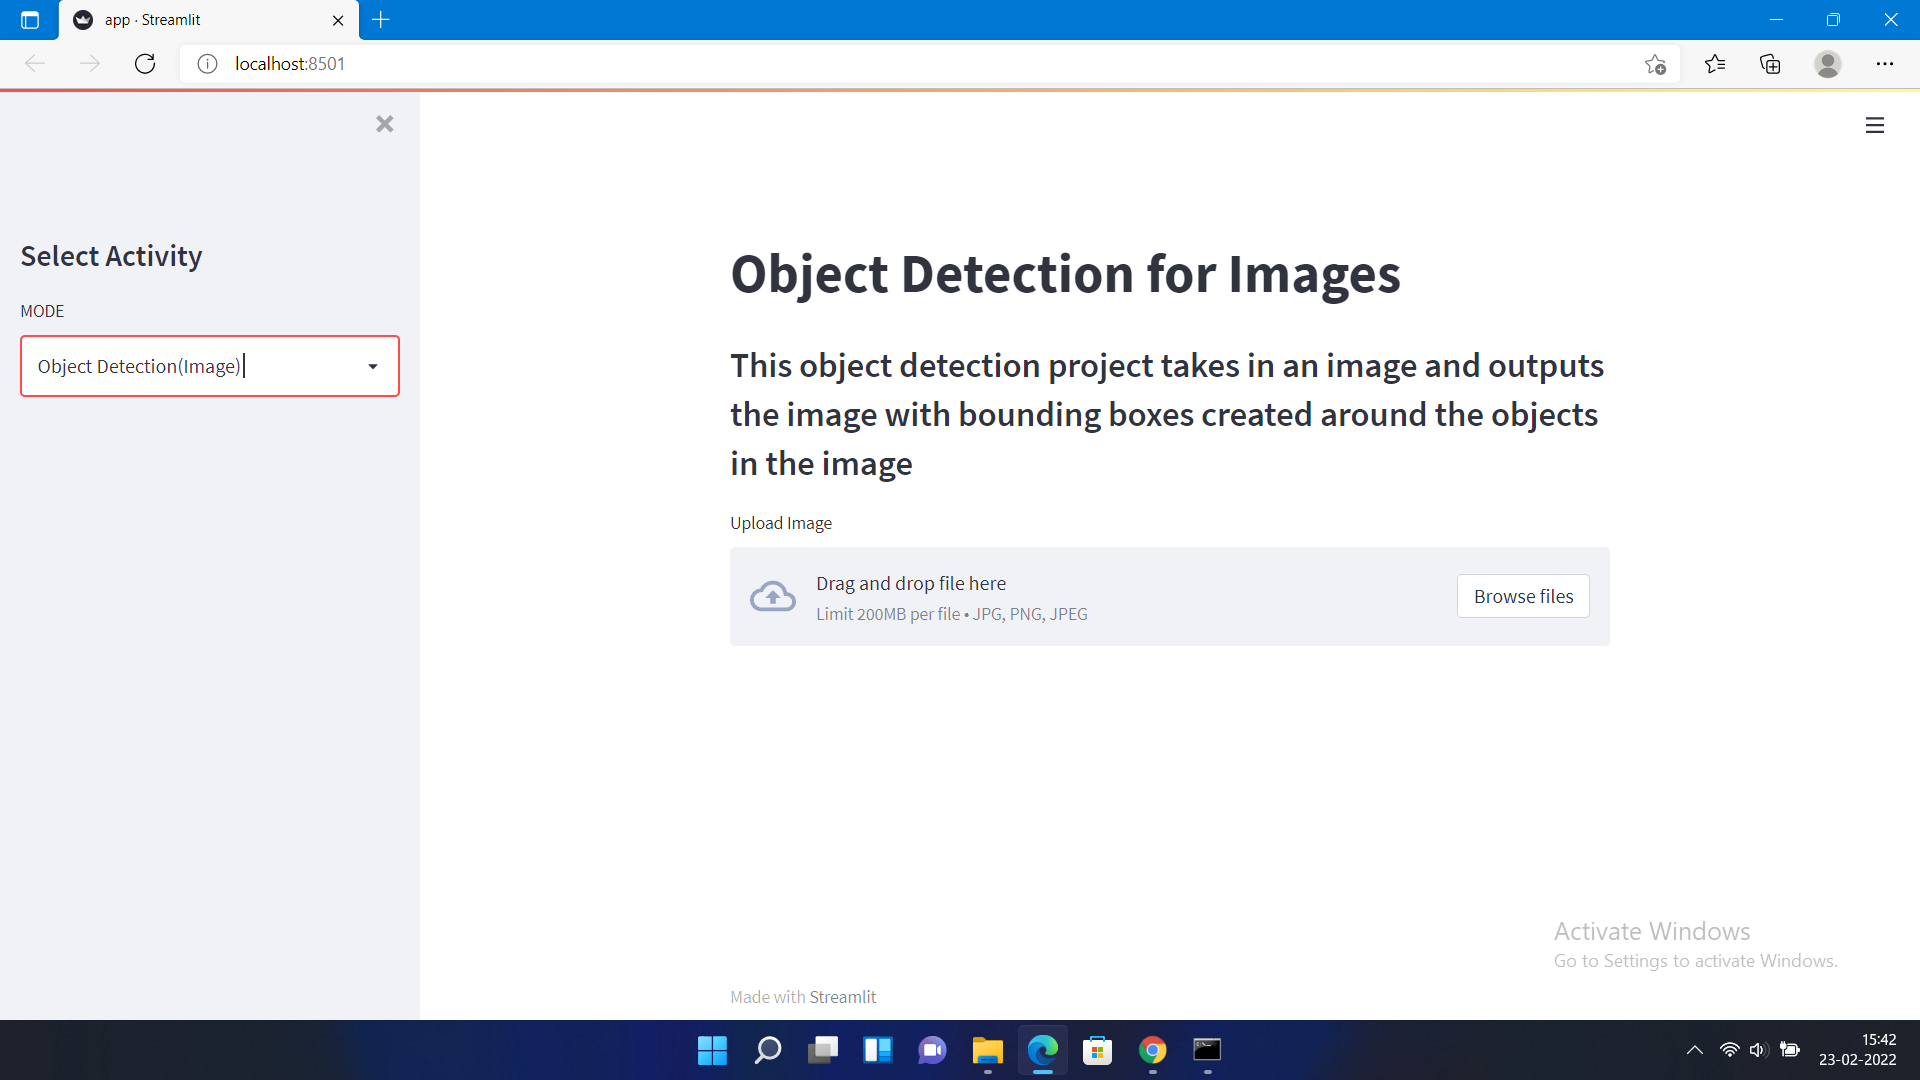 app · Streamlit
localhost:8501
Select Activity
MODE
Object Detection(Image)
Object Detection for Images
This object detection project takes in an image and outputs
the image with bounding boxes created around the objects
in the image
Upload Image
Drag and drop file here
Limit 200MB per file • JPG, PNG, JPEG
Browse files
Activate Windows
Go to Settings to activate Windows.
Made with Streamlit
15:42
23-02-2022